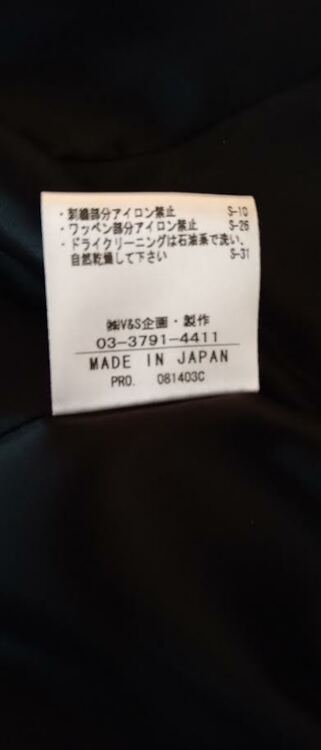 ・刺繍部分アイロン禁止 S-10
・ワッペン部分アイロン禁止 S-26
・ドライクリーニングは石油系で洗い、
自然乾燥して下さい S-31
㈱V&S企画・製作
03-3791-4411
MADE IN JAPAN
PRO. 081403C